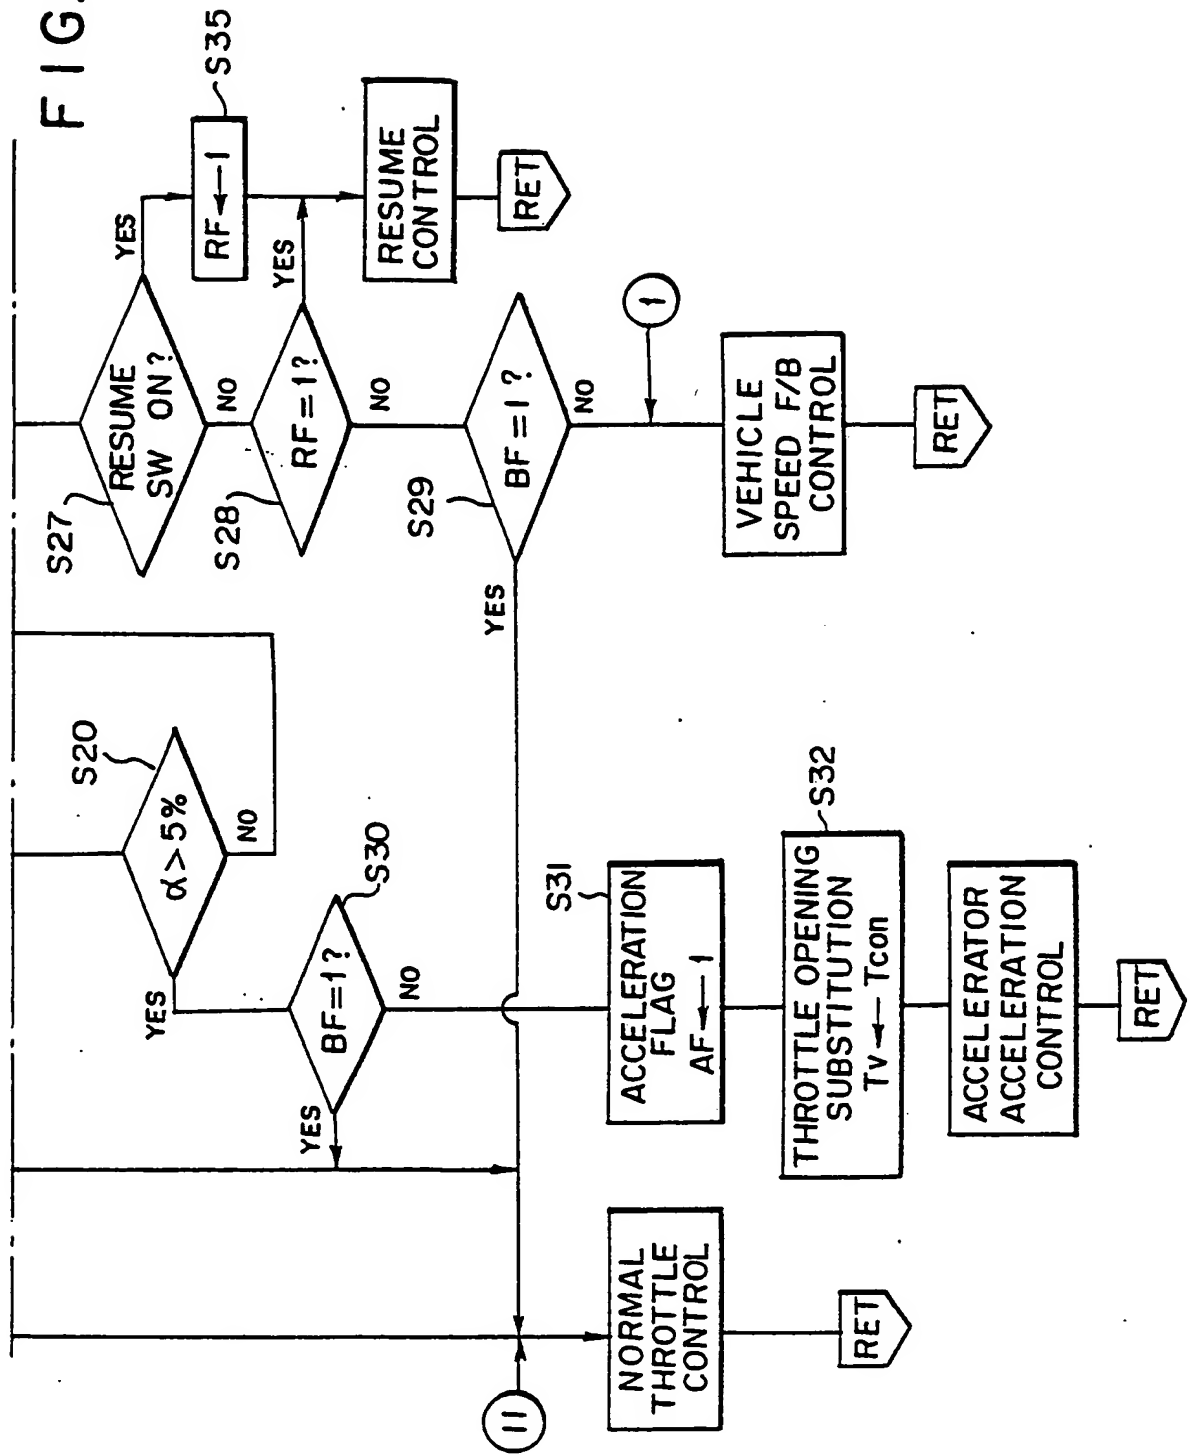 FIG.
S27
RESUME
SW ON?
YES
NO
S35
RF←1
S28
RF=1?
YES
NO
RESUME
CONTROL
RET
S29
BF=1?
YES
NO
1
VEHICLE
SPEED F/B
CONTROL
RET
S20
α>5%
YES
NO
S30
BF=1?
YES
NO
S31
ACCELERATION
FLAG
AF←1
S32
THROTTLE OPENING
SUBSTITUTION
Tv←Tcon
ACCELERATOR
ACCELERATION
CONTROL
RET
11
NORMAL
THROTTLE
CONTROL
RET